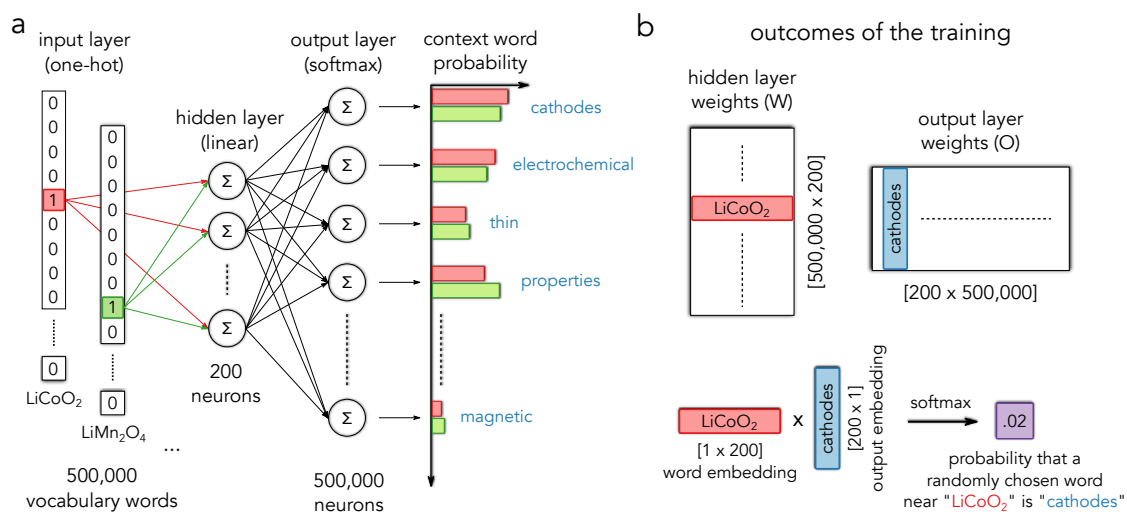 a
input layer
(one-hot)
0
0
0
0
1
0
0
0
0
0
LiCoO₂
0
0
0
0
0
0
0
1
0
0
LiMn₂O₄
...
500,000
vocabulary words
hidden layer
(linear)
Σ
Σ
Σ
200
neurons
output layer
(softmax)
Σ
Σ
Σ
Σ
Σ
500,000
neurons
context word
probability
cathodes
electrochemical
thin
properties
magnetic
b
outcomes of the training
hidden layer
weights (W)
LiCoO₂
[500,000 x 200]
output layer
weights (O)
cathodes
[200 x 500,000]
LiCoO₂
[1 x 200]
word embedding
x
cathodes
[200 x 1]
output embedding
softmax
.02
probability that a
randomly chosen word
near "LiCoO₂" is "cathodes"